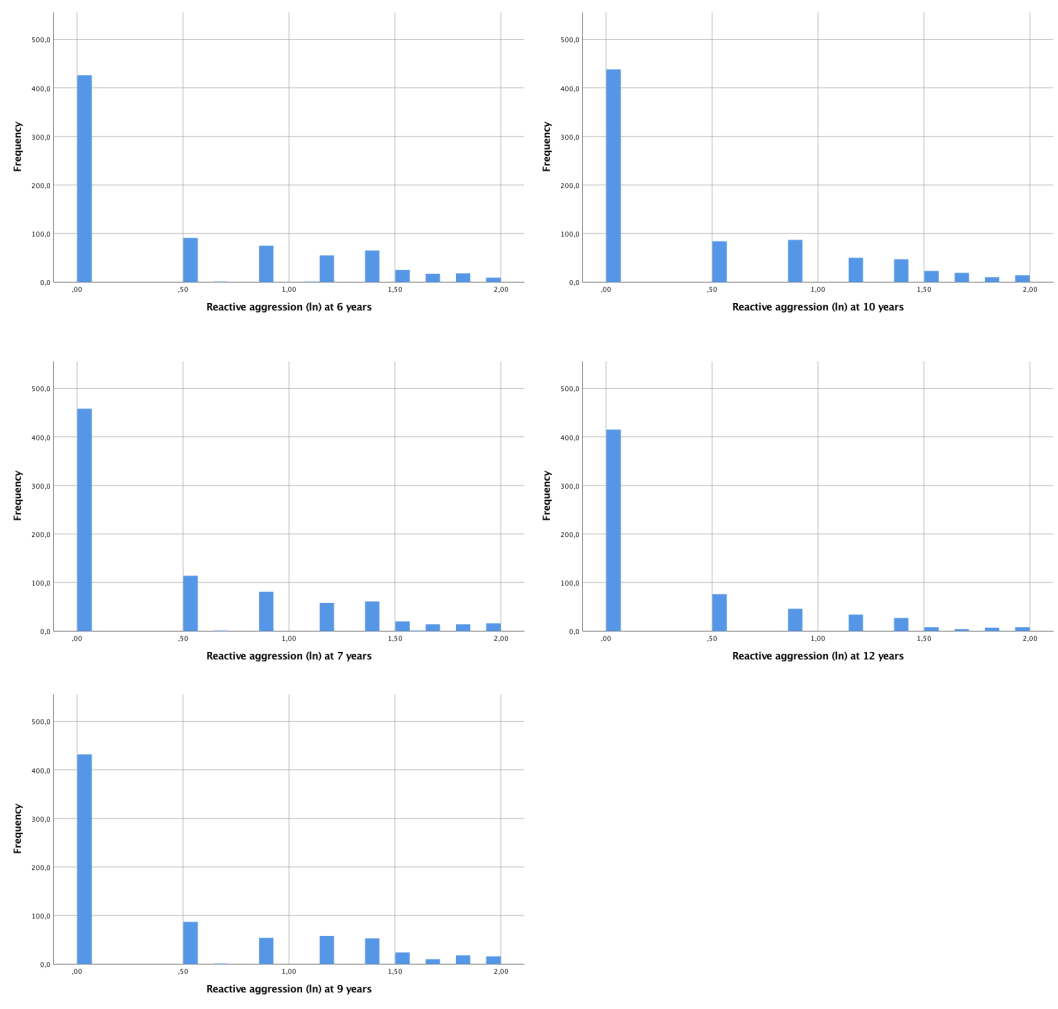 500,0
400,0
300,0
200,0
100,0
0,0
Frequency
,00 ,50 1,00 1,50 2,00
Reactive aggression (ln) at 6 years
500,0
400,0
300,0
200,0
100,0
0,0
Frequency
,00 ,50 1,00 1,50 2,00
Reactive aggression (ln) at 10 years
500,0
400,0
300,0
200,0
100,0
0,0
Frequency
,00 ,50 1,00 1,50 2,00
Reactive aggression (ln) at 7 years
500,0
400,0
300,0
200,0
100,0
0,0
Frequency
,00 ,50 1,00 1,50 2,00
Reactive aggression (ln) at 12 years
500,0
400,0
300,0
200,0
100,0
0,0
Frequency
,00 ,50 1,00 1,50 2,00
Reactive aggression (ln) at 9 years